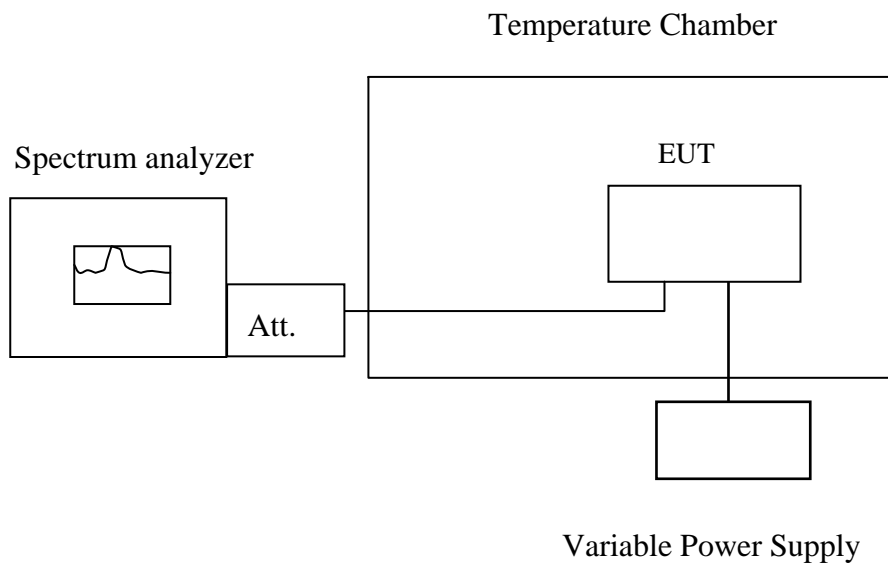 Temperature Chamber
Spectrum analyzer
EUT
Att.
Variable Power Supply